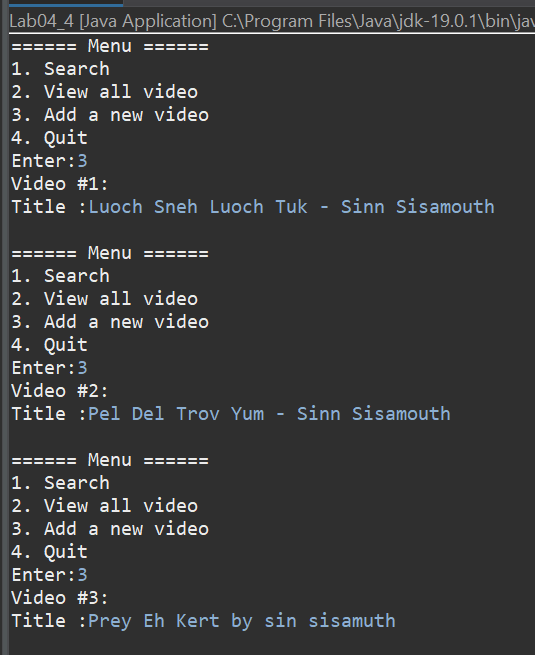 Lab04_4 [Java Application] C:\Program Files\Java\jdk-19.0.1\bin\jav
====== Menu ======
1. Search
2. View all video
3. Add a new video
4. Quit
Enter:3
Video #1:
Title :Luoch Sneh Luoch Tuk - Sinn Sisamouth

====== Menu ======
1. Search
2. View all video
3. Add a new video
4. Quit
Enter:3
Video #2:
Title :Pel Del Trov Yum - Sinn Sisamouth

====== Menu ======
1. Search
2. View all video
3. Add a new video
4. Quit
Enter:3
Video #3:
Title :Prey Eh Kert by sin sisamuth